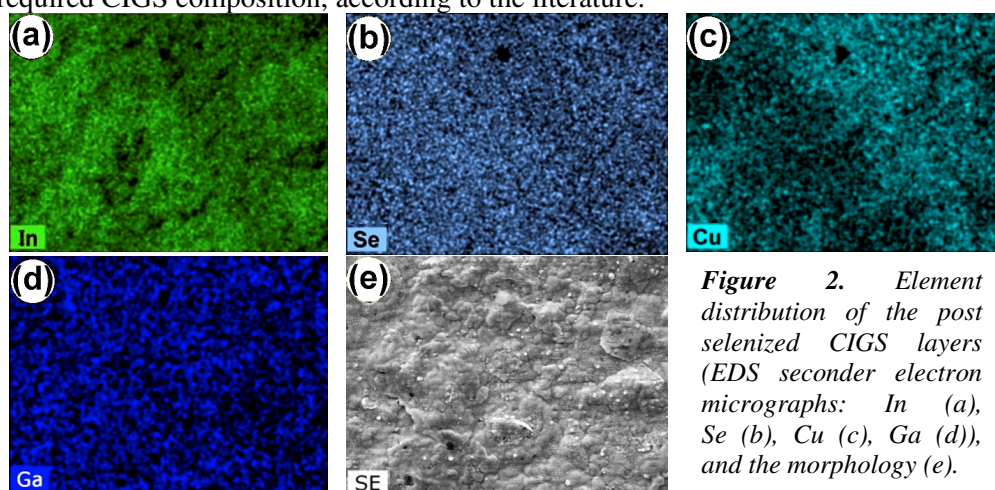 required CIGS composition, according to the literature.
(a)
(b)
(c)
In
Se
Cu
(d)
(e)
Figure 2. Element
distribution of the post
selenized CIGS layers
(EDS seconder electron
micrographs: In (a),
Se (b), Cu (c), Ga (d)),
and the morphology (e).
Ga
SE